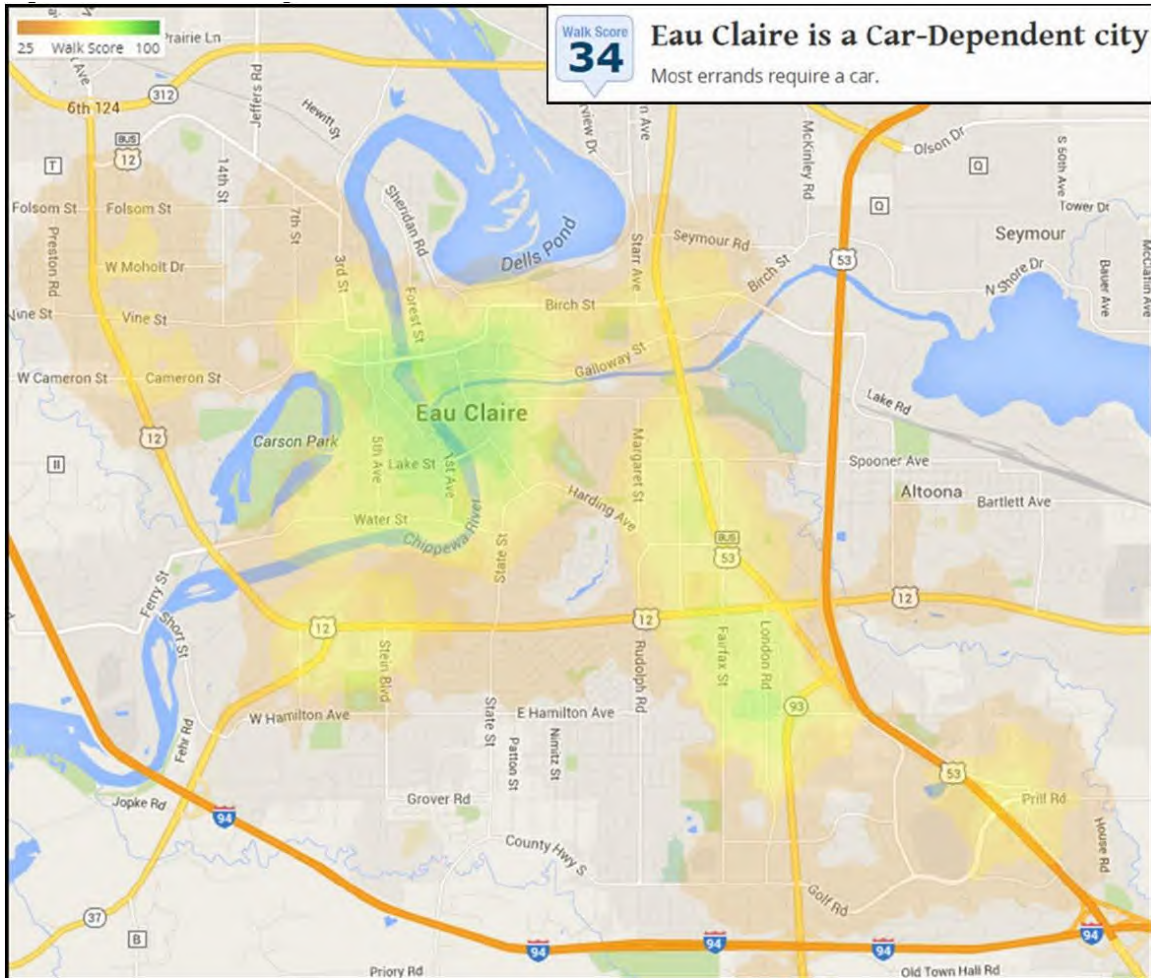 25 Walk Score 100
Walk Score
34
Eau Claire is a Car-Dependent city
Most errands require a car.
Prairie Ln
312
6th 124
Jeffers Rd
Hewitt St
McKinley Rd
Olson Dr
BUS
12
T
14th St
Sheridan Rd
Q
S 60th Ave
Folsom St
Folsom St
7th St
Q
Tower Dr
Preston Rd
Dells Pond
Starr Ave
Seymour Rd
Seymour
W Moholt Dr
3rd St
53
Birch St
N Shore Dr
Bauer Ave
Forest St
Birch St
Vine St
Galloway St
W Cameron St
Cameron St
Lake Rd
Eau Claire
12
Carson Park
5th Ave
Lake St
1st Ave
Margaret St
Spooner Ave
II
Altoona
Bartlett Ave
Harding Ave
Water St
Chippewa River
State St
BUS
53
Ferry St
Short St
12
12
12
Stein Blvd
Rudolph Rd
Fairfax St
London Rd
W Hamilton Ave
State St
E Hamilton Ave
93
Fehr Rd
Patton St
Nimitz St
53
Jopke Rd
Grover Rd
Prill Rd
94
House Rd
County Hwy S
Golf Rd
37
B
94
94
94
94
Priory Rd
Old Town Hall Rd